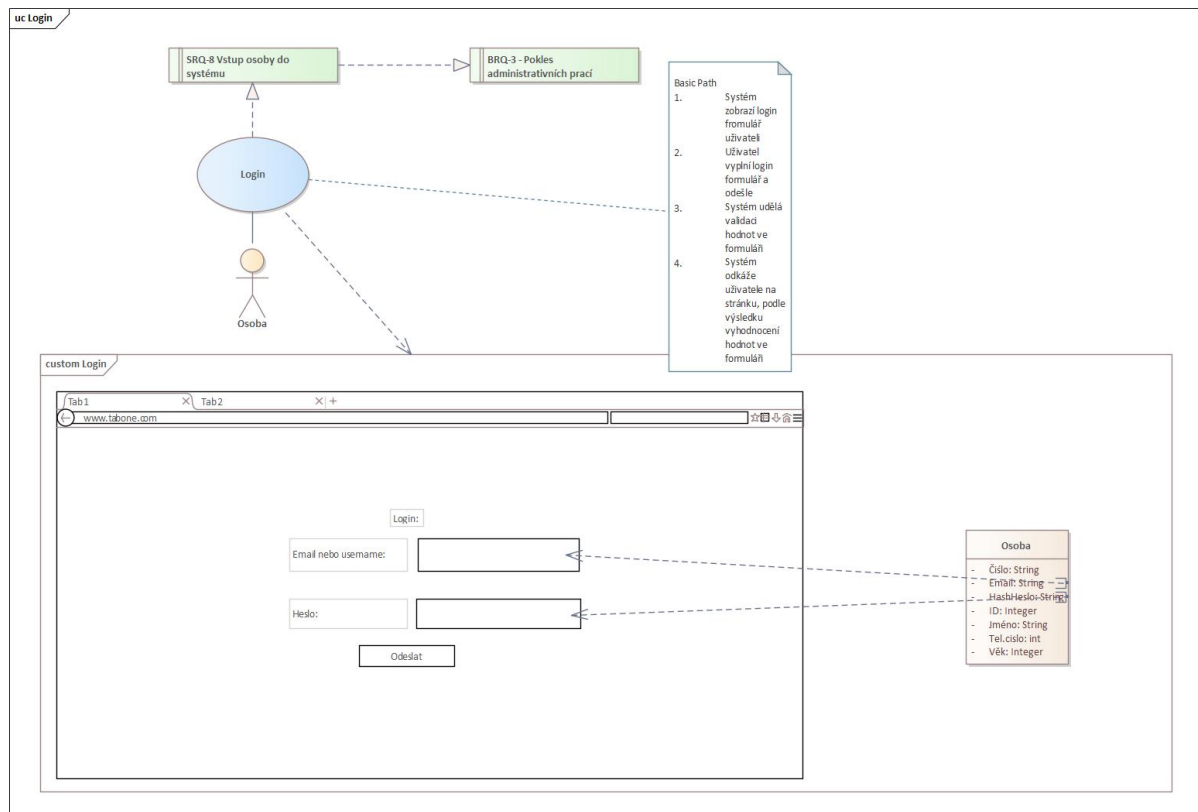 uc Login
SRQ-8 Vstup osoby do
systému
BRQ-3 - Pokles
administrativních prací
Basic Path
1. Systém
zobrazí login
fromulář
uživateli
2. Uživatel
vyplní login
formulář a
odešle
3. Systém udělá
validaci
hodnot ve
formuláři
4. Systém
odkáže
uživatele na
stránku, podle
výsledku
vyhodnocení
hodnot ve
formuláři
Login
Osoba
custom Login
Tab1
Tab2
www.tabone.com
Login:
Email nebo username:
Heslo:
Odeslat
Osoba
- Číslo: String
- Email: String
- HashHeslo: String
- ID: Integer
- Jméno: String
- Tel.cislo: int
- Věk: Integer